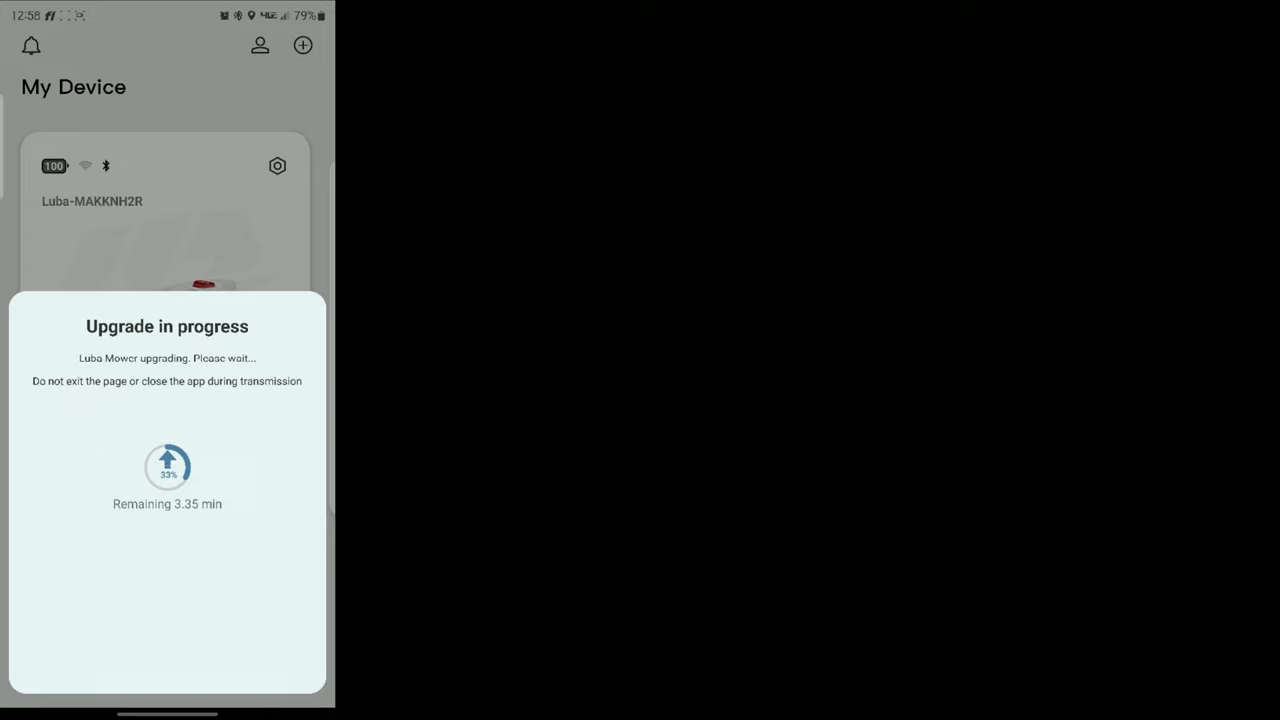 12:58
79%
My Device
100
Luba-MAKKNH2R
Upgrade in progress
Luba Mower upgrading. Please wait...
Do not exit the page or close the app during transmission
33%
Remaining 3.35 min